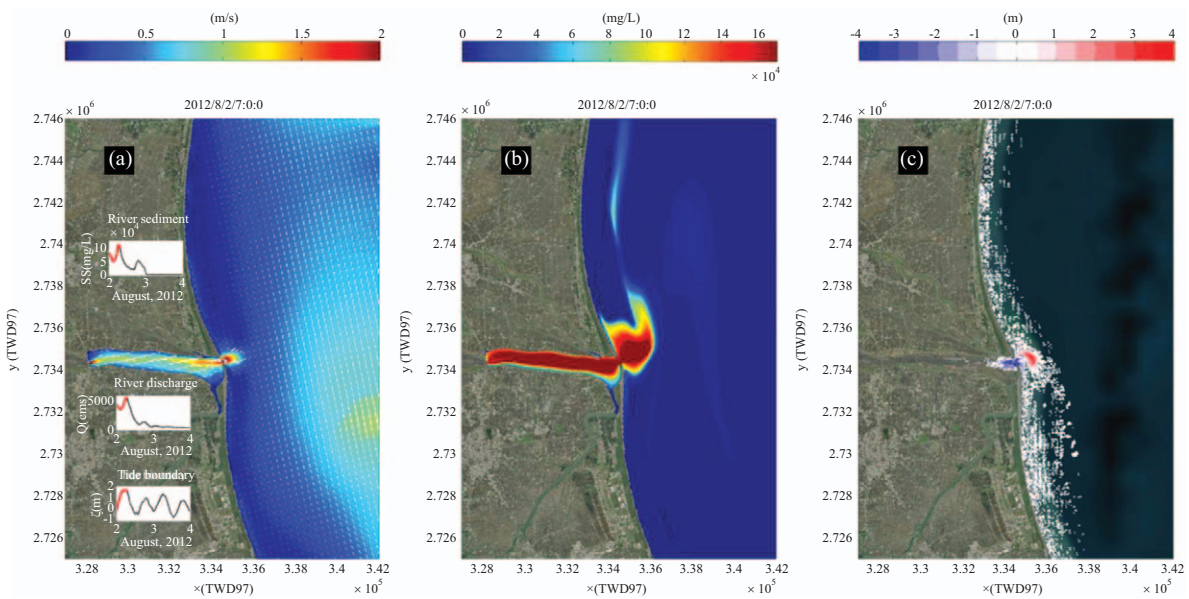 (m/s)
0 0.5 1 1.5 2
2012/8/2/7:0:0
× 10⁶
2.746
2.744
2.742
2.74
2.738
2.736
2.734
2.732
2.73
2.728
2.726
y (TWD97)
(a)
River sediment
× 10⁴
SS(mg/L)
10
5
0
2 3 4
August, 2012
River discharge
Q(cms)
5000
0
2 3 4
Tide boundary
ζ(m)
2
1
0
-1
2 3 4
August, 2012
3.28 3.3 3.32 3.34 3.36 3.38 3.4 3.42
× 10⁵
×(TWD97)
(mg/L)
0 2 4 6 8 10 12 14 16
× 10⁴
2012/8/2/7:0:0
× 10⁶
2.746
2.744
2.742
2.74
2.738
2.736
2.734
2.732
2.73
2.728
2.726
y (TWD97)
(b)
3.28 3.3 3.32 3.334 3.36 3.38 3.4 3.42
× 10⁵
×(TWD97)
(m)
-4 -3 -2 -1 0 1 2 3 4
2012/8/2/7:0:0
× 10⁶
2.746
2.744
2.742
2.74
2.738
2.736
2.734
2.732
2.73
2.728
2.726
y (TWD97)
(c)
3.28 3.3 3.32 3.334 3.36 3.38 3.4 3.42
× 10⁵
×(TWD97)